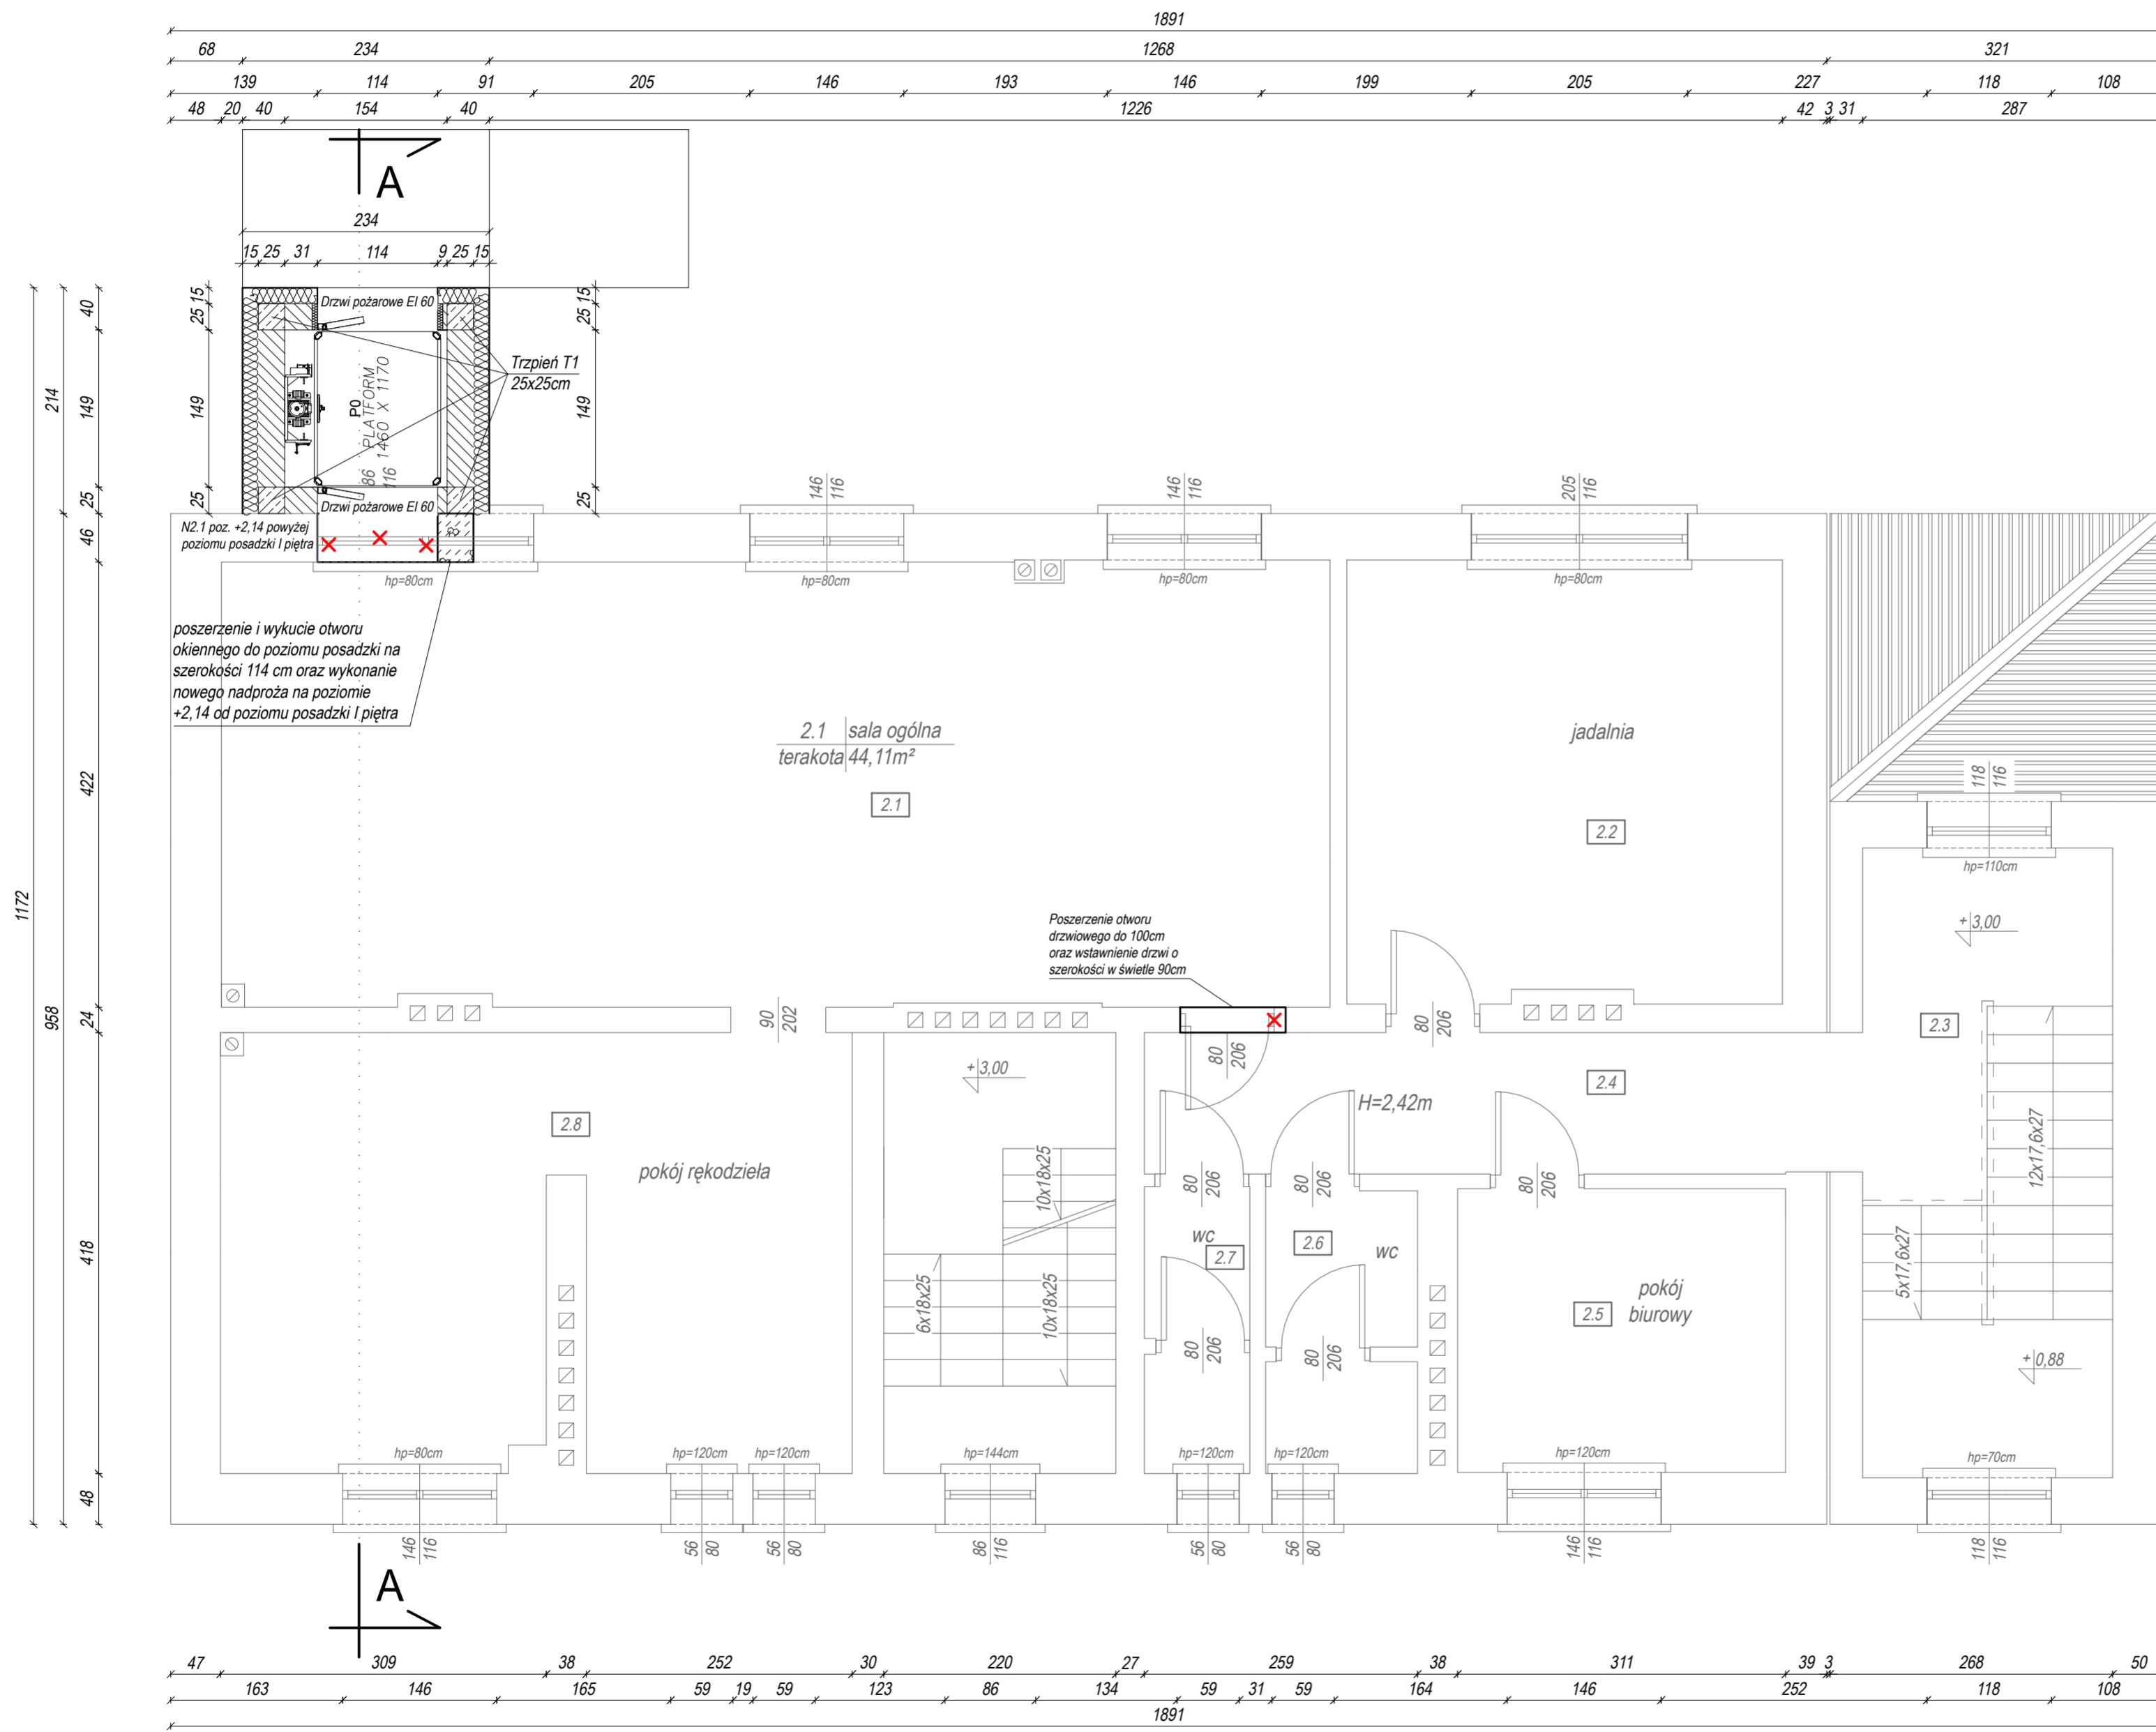 1891
68 234 1268 321
139 114 91 205 146 193 146 199 205 227 118 108
48 20 40 154 40 1226 42 3 31 287
A
234
15 25 31 114 9 25 15
1172
214
958
40
149
25
46
422
24
418
48
15
25
149
25
15
25
149
25
Drzwi pożarowe EI 60
P0
PLATFORM
1460 X 1170
86
116
Trzpień T1
25x25cm
Drzwi pożarowe EI 60
N2.1 poz. +2,14 powyżej
poziomu posadzki I piętra
146
116
146
116
205
116
hp=80cm
hp=80cm
hp=80cm
hp=80cm
poszerzenie i wykucie otworu
okiennego do poziomu posadzki na
szerokości 114 cm oraz wykonanie
nowego nadproża na poziomie
+2,14 od poziomu posadzki I piętra
2.1 sala ogólna
terakota 44,11m²
2.1
jadalnia
2.2
118
116
hp=110cm
+3,00
Poszerzenie otworu
drzwiowego do 100cm
oraz wstawnienie drzwi o
szerokości w świetle 90cm
90
202
80
206
80
206
2.3
+3,00
2.4
H=2,42m
2.8
pokój rękodzieła
10x18x25
6x18x25
10x18x25
80
206
80
206
80
206
wc
2.7
2.6
wc
80
206
80
206
2.5
pokój
biurowy
12x17,6x27
5x17,6x27
+0,88
hp=80cm
hp=120cm
hp=120cm
hp=144cm
hp=120cm
hp=120cm
hp=120cm
hp=70cm
146
116
56
80
56
80
86
116
56
80
56
80
146
116
118
116
A
47 309 38 252 30 220 27 259 38 311 39 3 268 50
163 146 165 59 19 59 123 86 134 59 31 59 164 146 252 118 108
1891